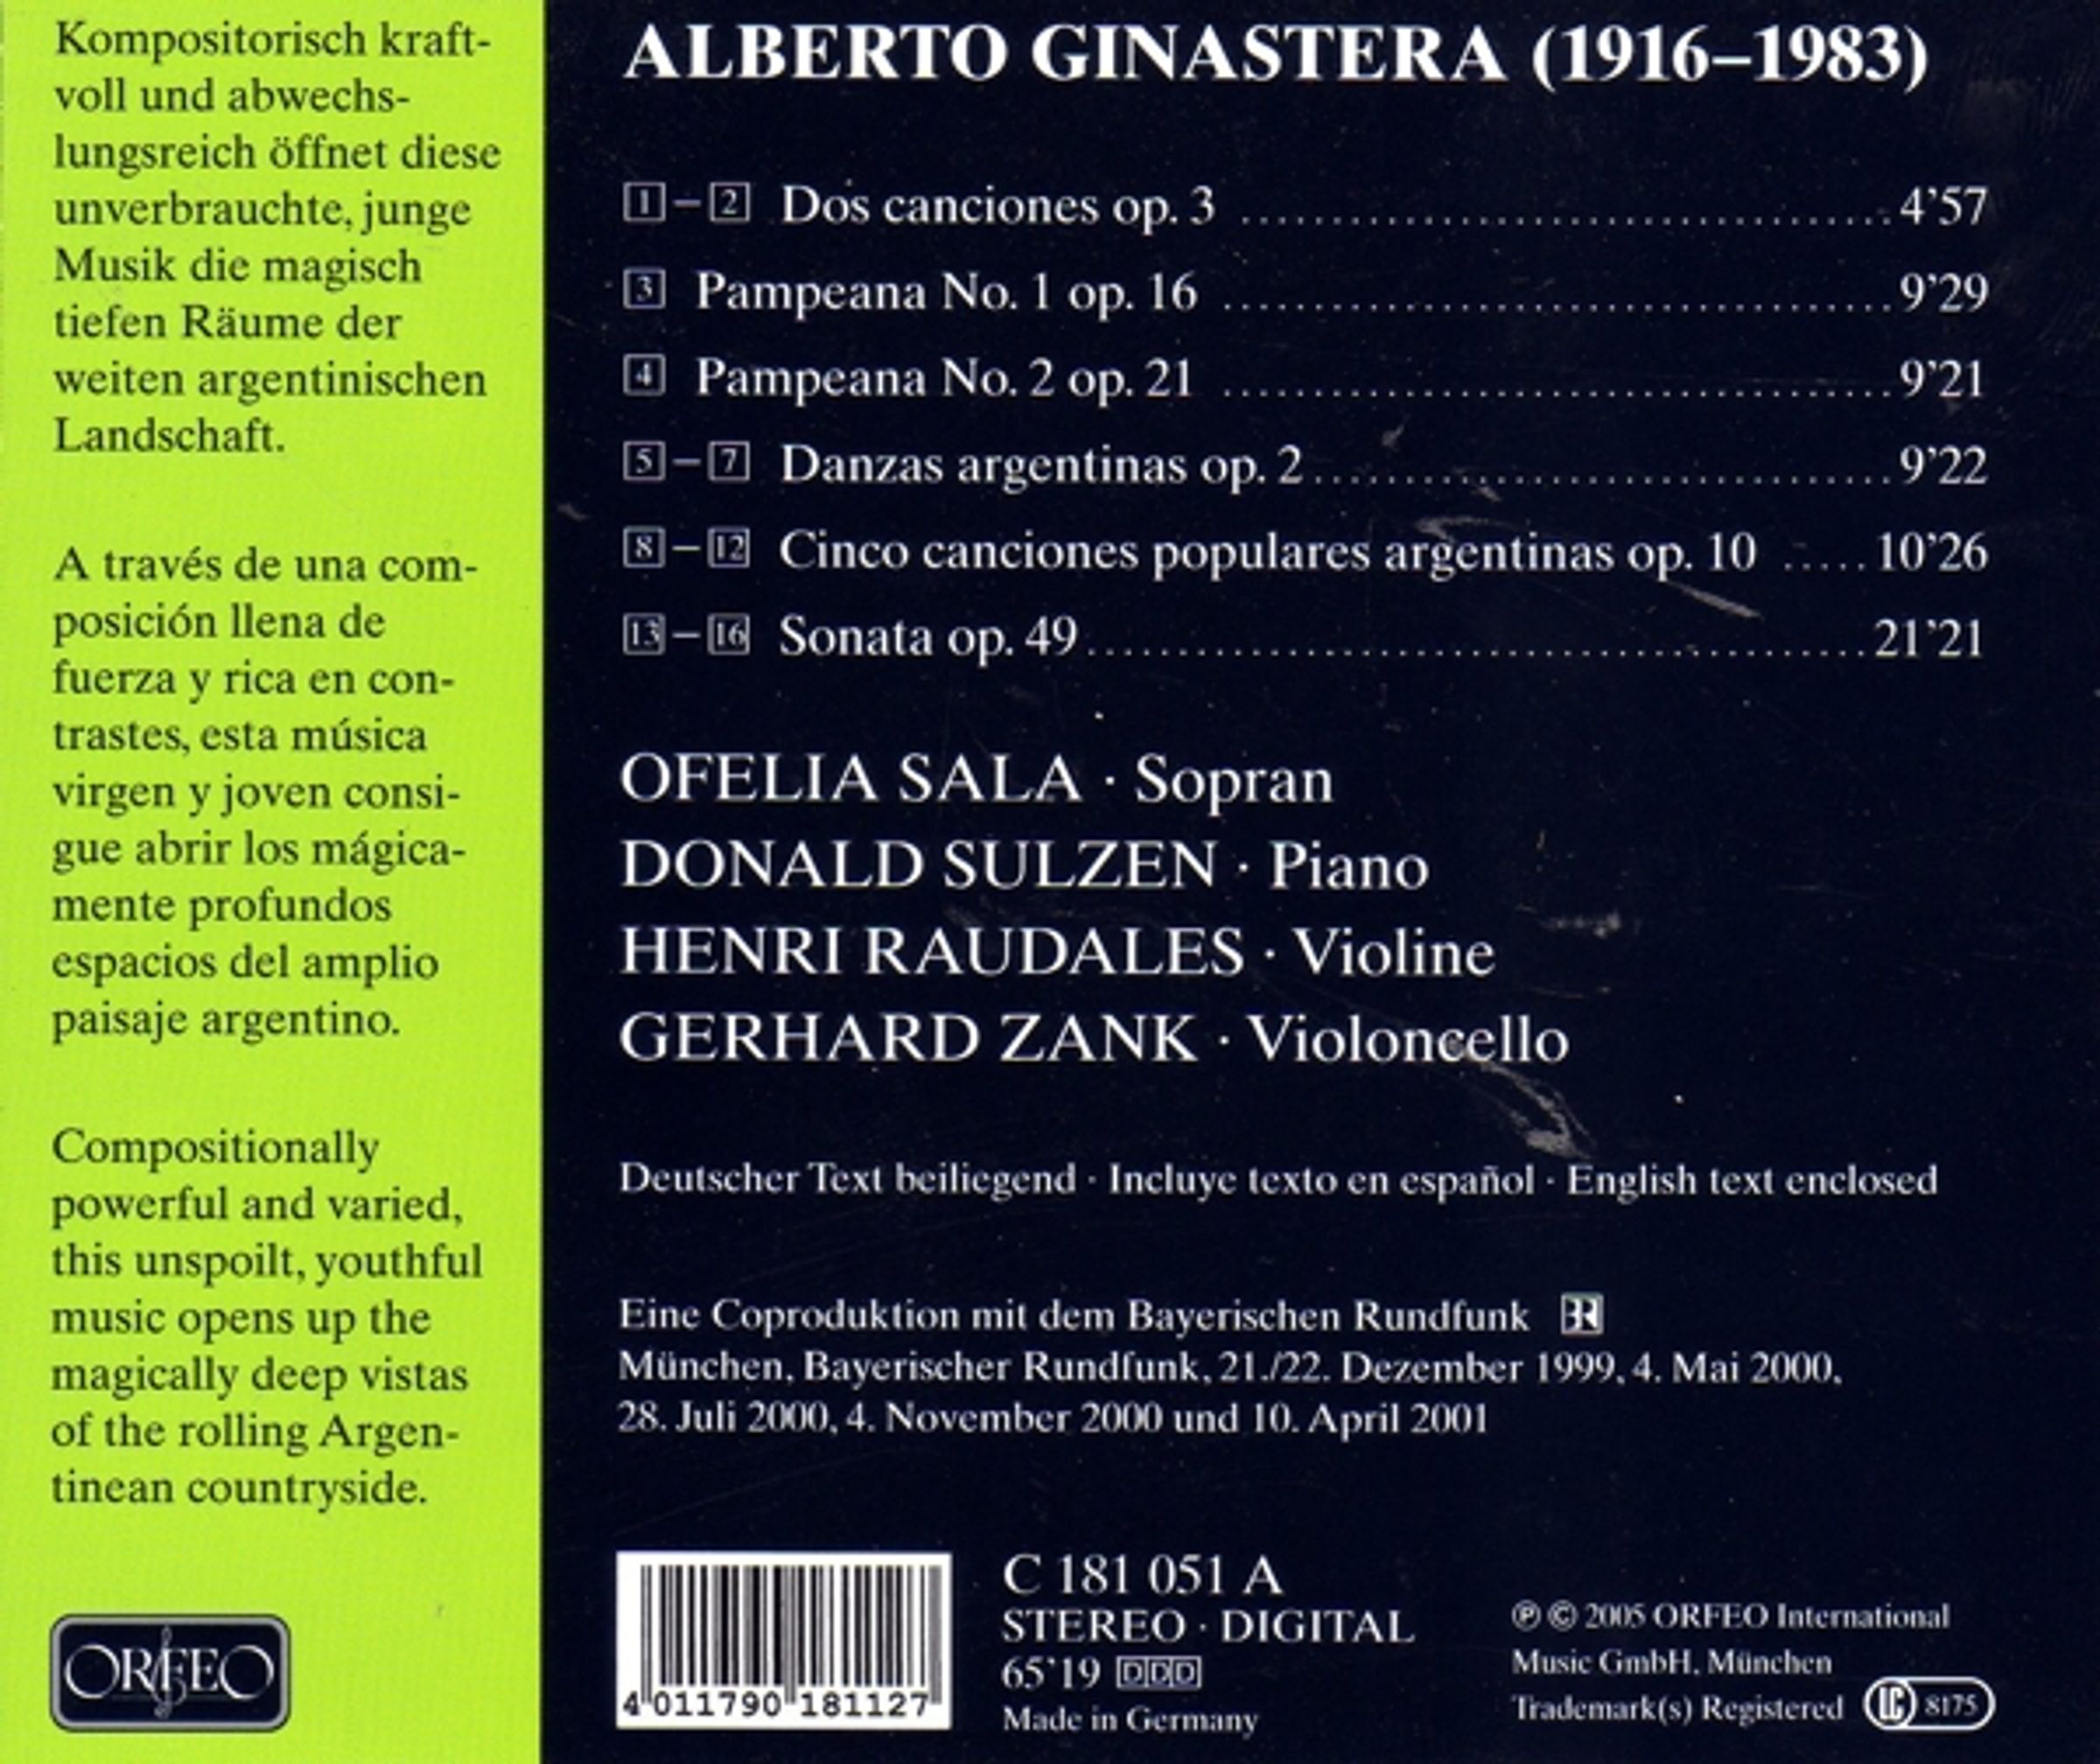 Kompositorisch kraft-
voll und abwechs-
lungsreich öffnet diese
unverbrauchte, junge
Musik die magisch
tiefen Räume der
weiten argentinischen
Landschaft.
A través de una com-
posición llena de
fuerza y rica en con-
trastes, esta música
virgen y joven consi-
gue abrir los mágica-
mente profundos
espacios del amplio
paisaje argentino.
Compositionally
powerful and varied,
this unspoilt, youthful
music opens up the
magically deep vistas
of the rolling Argen-
tinean countryside.
ORFEO
ALBERTO GINASTERA (1916–1983)
1–2 Dos canciones op. 3 .................................... 4’57
3 Pampeana No. 1 op. 16 .................................... 9’29
4 Pampeana No. 2 op. 21 .................................... 9’21
5–7 Danzas argentinas op. 2 ................................ 9’22
8–12 Cinco canciones populares argentinas op. 10 ..... 10’26
13–16 Sonata op. 49 ........................................... 21’21
OFELIA SALA · Sopran
DONALD SULZEN · Piano
HENRI RAUDALES · Violine
GERHARD ZANK · Violoncello
Deutscher Text beiliegend · Incluye texto en español · English text enclosed
Eine Coproduktion mit dem Bayerischen Rundfunk BR
München, Bayerischer Rundfunk, 21./22. Dezember 1999, 4. Mai 2000,
28. Juli 2000, 4. November 2000 und 10. April 2001
4 011790 181127
C 181 051 A
STEREO · DIGITAL
65’19 DDD
Made in Germany
℗ © 2005 ORFEO International
Music GmbH, München
Trademark(s) Registered LC 8175